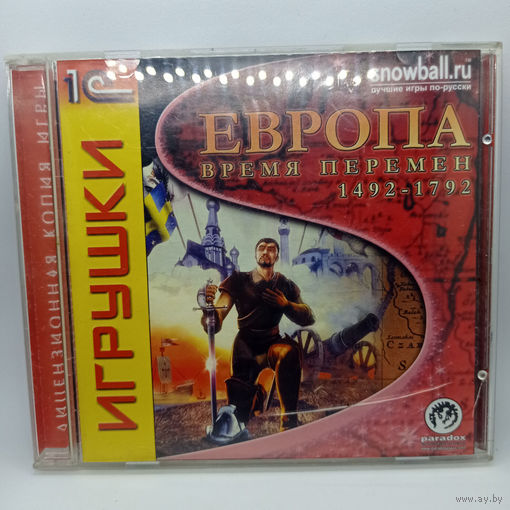 ЛИЦЕНЗИОННАЯ КОПИЯ ИГРЫ
1С
ИГРУШКИ
snowball.ru
лучшие игры по-русски
ЕВРОПА
ВРЕМЯ ПЕРЕМЕН
1492-1792
paradox
www.ay.by